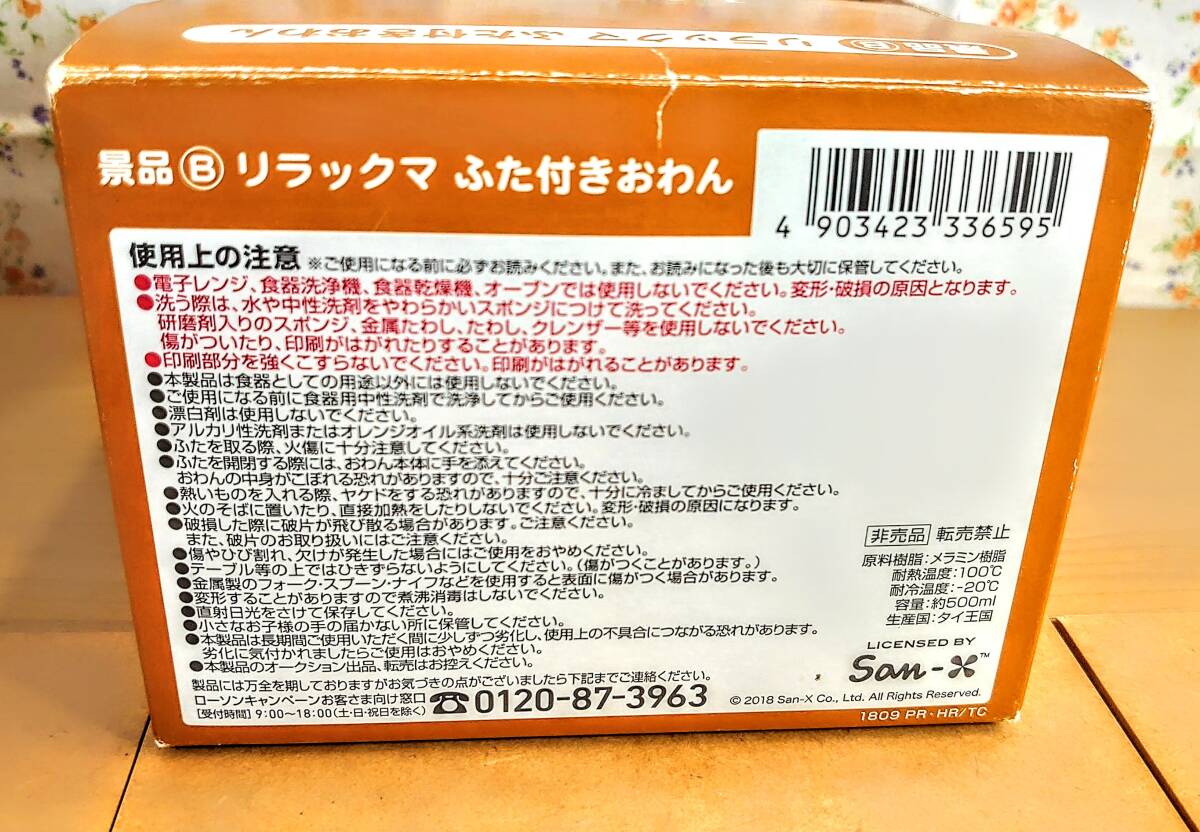 景品 B リラックマ ふた付きおわん
景品 B リラックマ ふた付きおわん
4 903423 336595
使用上の注意 ※ご使用になる前に必ずお読みください。また、お読みになった後も大切に保管してください。
●電子レンジ、食器洗浄機、食器乾燥機、オーブンでは使用しないでください。変形・破損の原因となります。
●洗う際は、水や中性洗剤をやわらかいスポンジにつけて洗ってください。
研磨剤入りのスポンジ、金属たわし、たわし、クレンザー等を使用しないでください。
傷がついたり、印刷がはがれたりすることがあります。
●印刷部分を強くこすらないでください。印刷がはがれることがあります。
●本製品は食器としての用途以外には使用しないでください。
●ご使用になる前に食器用中性洗剤で洗浄してからご使用ください。
●漂白剤は使用しないでください。
●アルカリ性洗剤またはオレンジオイル系洗剤は使用しないでください。
●ふたを取る際、火傷に十分注意してください。
●ふたを開閉する際には、おわん本体に手を添えてください。
おわんの中身がこぼれる恐れがありますので、十分ご注意ください。
●熱いものを入れる際、ヤケドをする恐れがありますので、十分に冷ましてからご使用ください。
●火のそばに置いたり、直接加熱をしたりしないでください。変形・破損の原因になります。
●破損した際に破片が飛び散る場合があります。ご注意ください。
また、破片のお取り扱いにはご注意ください。
●傷やひび割れ、欠けが発生した場合にはご使用をおやめください。
●テーブル等の上ではひきずらないようにしてください。(傷がつくことがあります。)
●金属製のフォーク・スプーン・ナイフなどを使用すると表面に傷がつく場合があります。
●変形することがありますので煮沸消毒はしないでください。
●直射日光をさけて保存してください。
●小さなお子様の手の届かない所に保管してください。
●本製品は長期間ご使用いただく間に少しずつ劣化し、使用上の不具合につながる恐れがあります。
劣化に気付かれましたらご使用はおやめください。
●本製品のオークション出品、転売はお控えください。
製品には万全を期しておりますがお気づきの点がございましたら下記までご連絡ください。
ローソンキャンペーンお客さま向け窓口 ☎0120-87-3963
[受付時間] 9:00~18:00(土・日・祝日を除く)
非売品 転売禁止
原料樹脂:メラミン樹脂
耐熱温度:100℃
耐冷温度:-20℃
容量:約500ml
生産国:タイ王国
LICENSED BY
San-X™
© 2018 San-X Co., Ltd. All Rights Reserved.
1809 PR・HR/TC